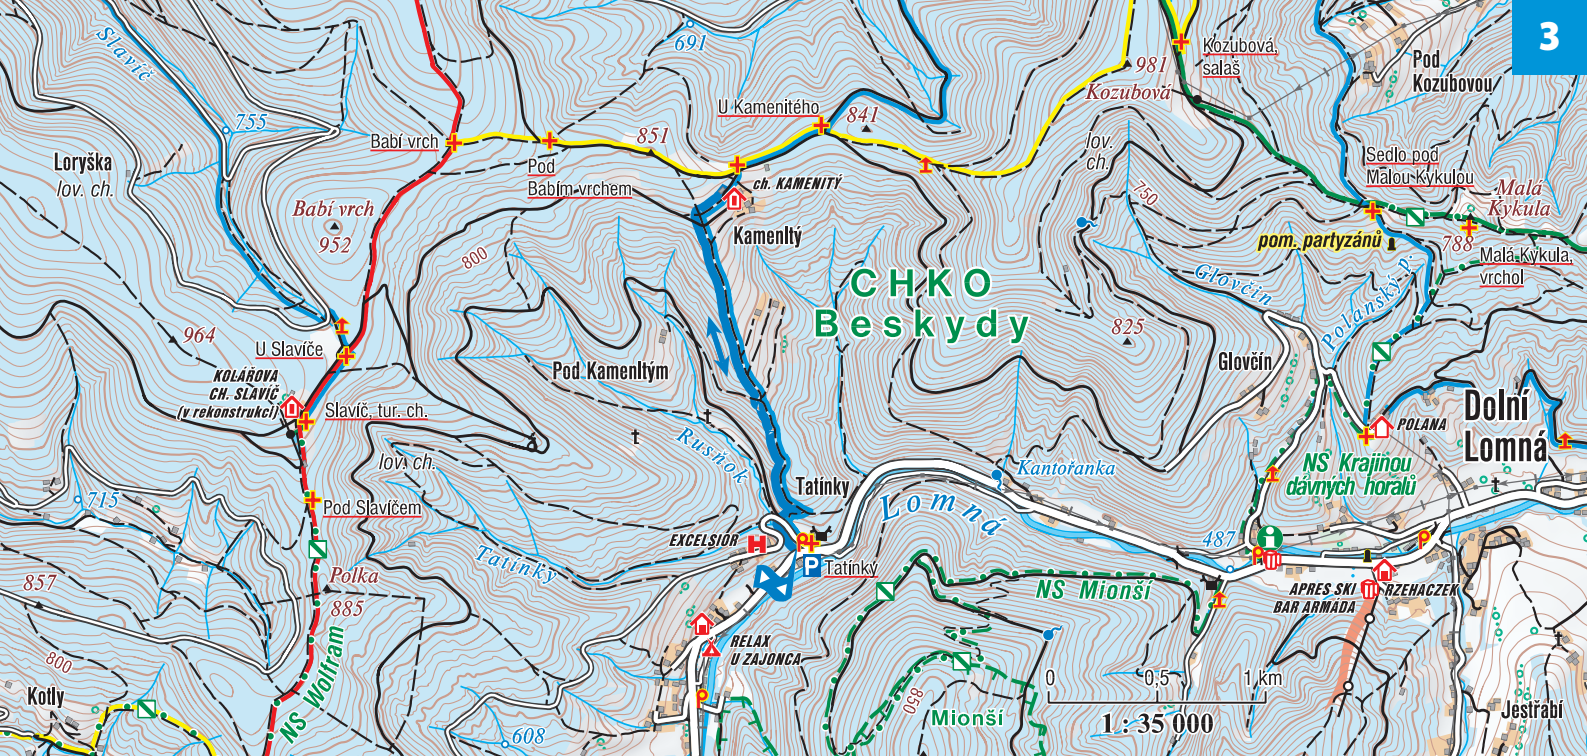 3
Slavíč
691
Kozubová,
salaš
981
Kozubová
Pod
Kozubovou
755
U Kamenitého
841
Babí vrch
851
Loryška
lov. ch.
Pod
Babím vrchem
ch. KAMENITÝ
lov.
ch.
750
Sedlo pod
Malou Kykulou
Malá
Kykula
Babí vrch
952
Kamenitý
pom. partyzánů
788
Malá Kykula,
vrchol
800
CHKO
Beskydy
Glovčín
Polanský p.
964
825
U Slavíče
Glovčín
Pod Kamenitým
KOLÁŘOVA
CH. SLAVÍČ
(v rekonstrukci)
Slavíč, tur. ch.
POLANA
Dolní
Lomná
Rusňok
lov. ch.
NS Krajinou
dávných horalů
Kantořanka
Tatínky
715
Pod Slavíčem
Lomná
EXCELSIOR
487
P
Tatínky
Tatínky
857
Polka
885
NS Mionší
APRES SKI
BAR ARMÁDA
RZEHACZEK
NS Wolfram
RELAX
U ZAJONCA
800
Kotly
850
0
0,5
1 km
1 : 35 000
Mionší
Jestřabí
608